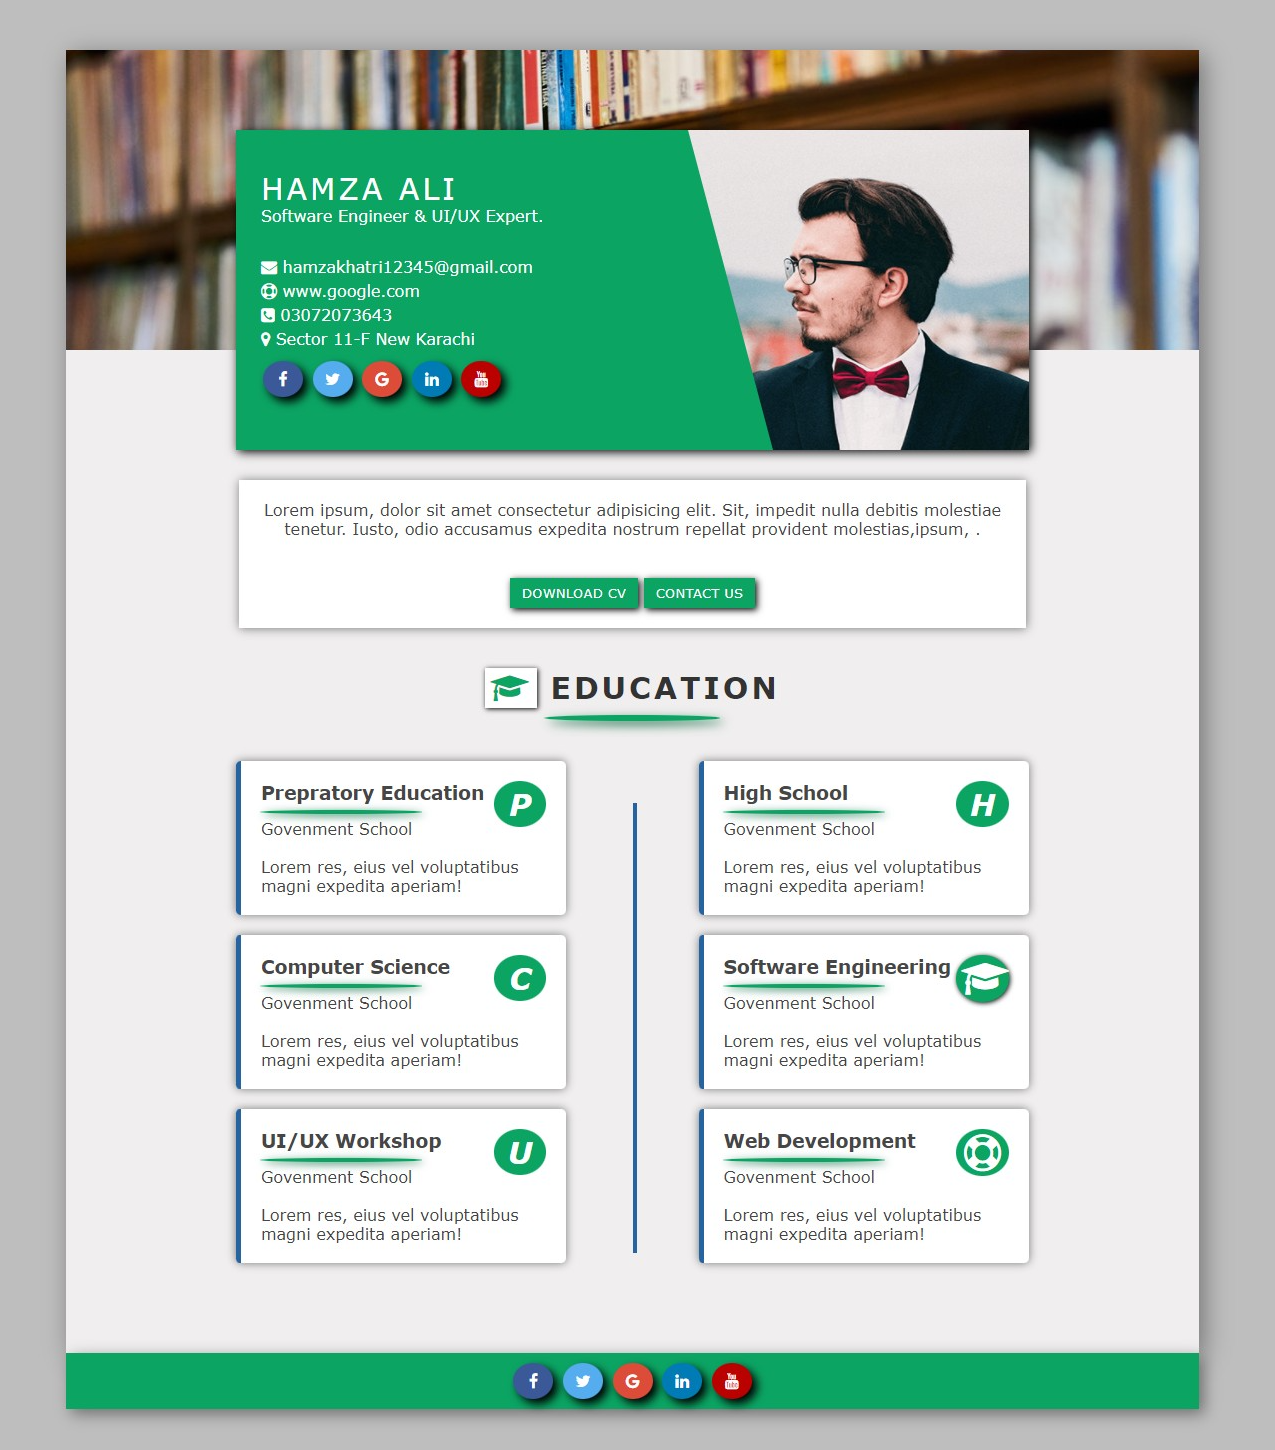 HAMZA ALI
Software Engineer & UI/UX Expert.
hamzakhatri12345@gmail.com
www.google.com
03072073643
Sector 11-F New Karachi
f
G
in
You
Tube
Lorem ipsum, dolor sit amet consectetur adipisicing elit. Sit, impedit nulla debitis molestiae
tenetur. Iusto, odio accusamus expedita nostrum repellat provident molestias,ipsum, .
DOWNLOAD CV
CONTACT US
EDUCATION
Prepratory Education
P
Govenment School
Lorem res, eius vel voluptatibus
magni expedita aperiam!
High School
H
Govenment School
Lorem res, eius vel voluptatibus
magni expedita aperiam!
Computer Science
C
Govenment School
Lorem res, eius vel voluptatibus
magni expedita aperiam!
Software Engineering
Govenment School
Lorem res, eius vel voluptatibus
magni expedita aperiam!
UI/UX Workshop
U
Govenment School
Lorem res, eius vel voluptatibus
magni expedita aperiam!
Web Development
Govenment School
Lorem res, eius vel voluptatibus
magni expedita aperiam!
f
G
in
You
Tube